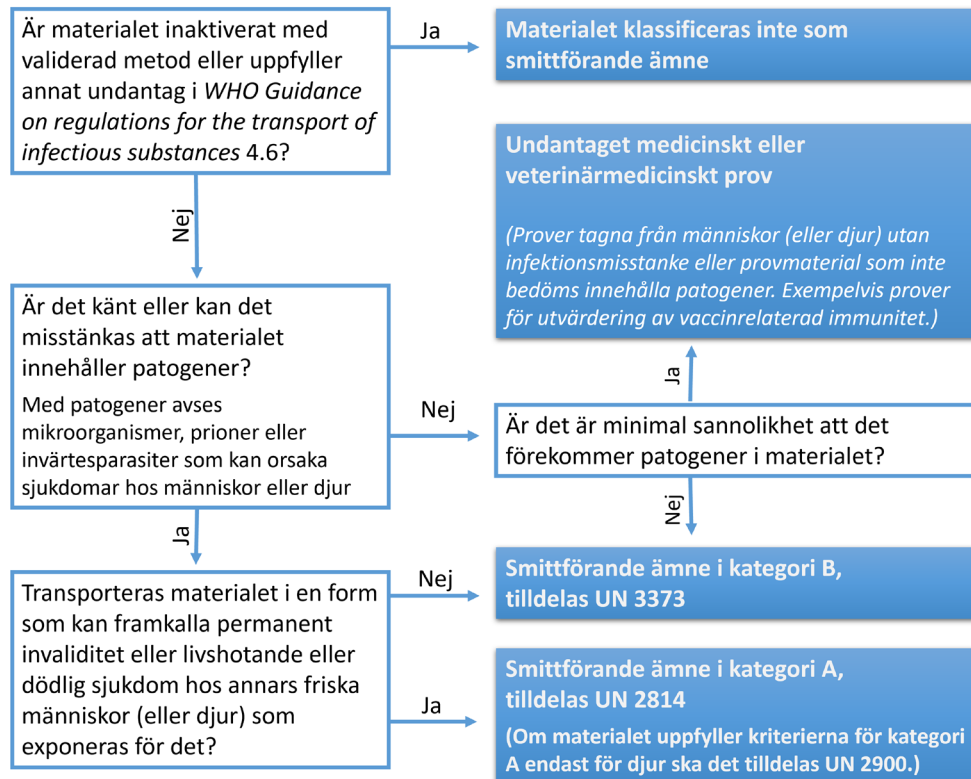 Är materialet inaktiverat med
validerad metod eller uppfyller
annat undantag i WHO Guidance
on regulations for the transport of
infectious substances 4.6?
Ja
Materialet klassificeras inte som
smittförande ämne
Nej
Undantaget medicinskt eller
veterinärmedicinskt prov
(Prover tagna från människor (eller djur) utan
infektionsmisstanke eller provmaterial som inte
bedöms innehålla patogener. Exempelvis prover
för utvärdering av vaccinrelaterad immunitet.)
Är det känt eller kan det
misstänkas att materialet
innehåller patogener?
Med patogener avses
mikroorganismer, prioner eller
invärtesparasiter som kan orsaka
sjukdomar hos människor eller djur
Nej
Ja
Är det är minimal sannolikhet att det
förekommer patogener i materialet?
Ja
Nej
Transporteras materialet i en form
som kan framkalla permanent
invaliditet eller livshotande eller
dödlig sjukdom hos annars friska
människor (eller djur) som
exponeras för det?
Nej
Smittförande ämne i kategori B,
tilldelas UN 3373
Ja
Smittförande ämne i kategori A,
tilldelas UN 2814
(Om materialet uppfyller kriterierna för kategori
A endast för djur ska det tilldelas UN 2900.)